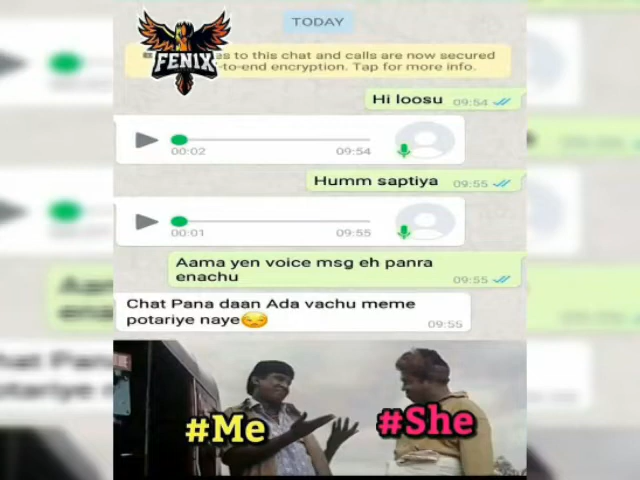 TODAY
FENIX
es to this chat and calls are now secured
-to-end encryption. Tap for more info.
Hi loosu 09:54
00:02 09:54
Humm saptiya 09:55
00:01 09:55
Aama yen voice msg eh panra
enachu 09:55
Chat Pana daan Ada vachu meme
potariye naye😞 09:55
#Me #She